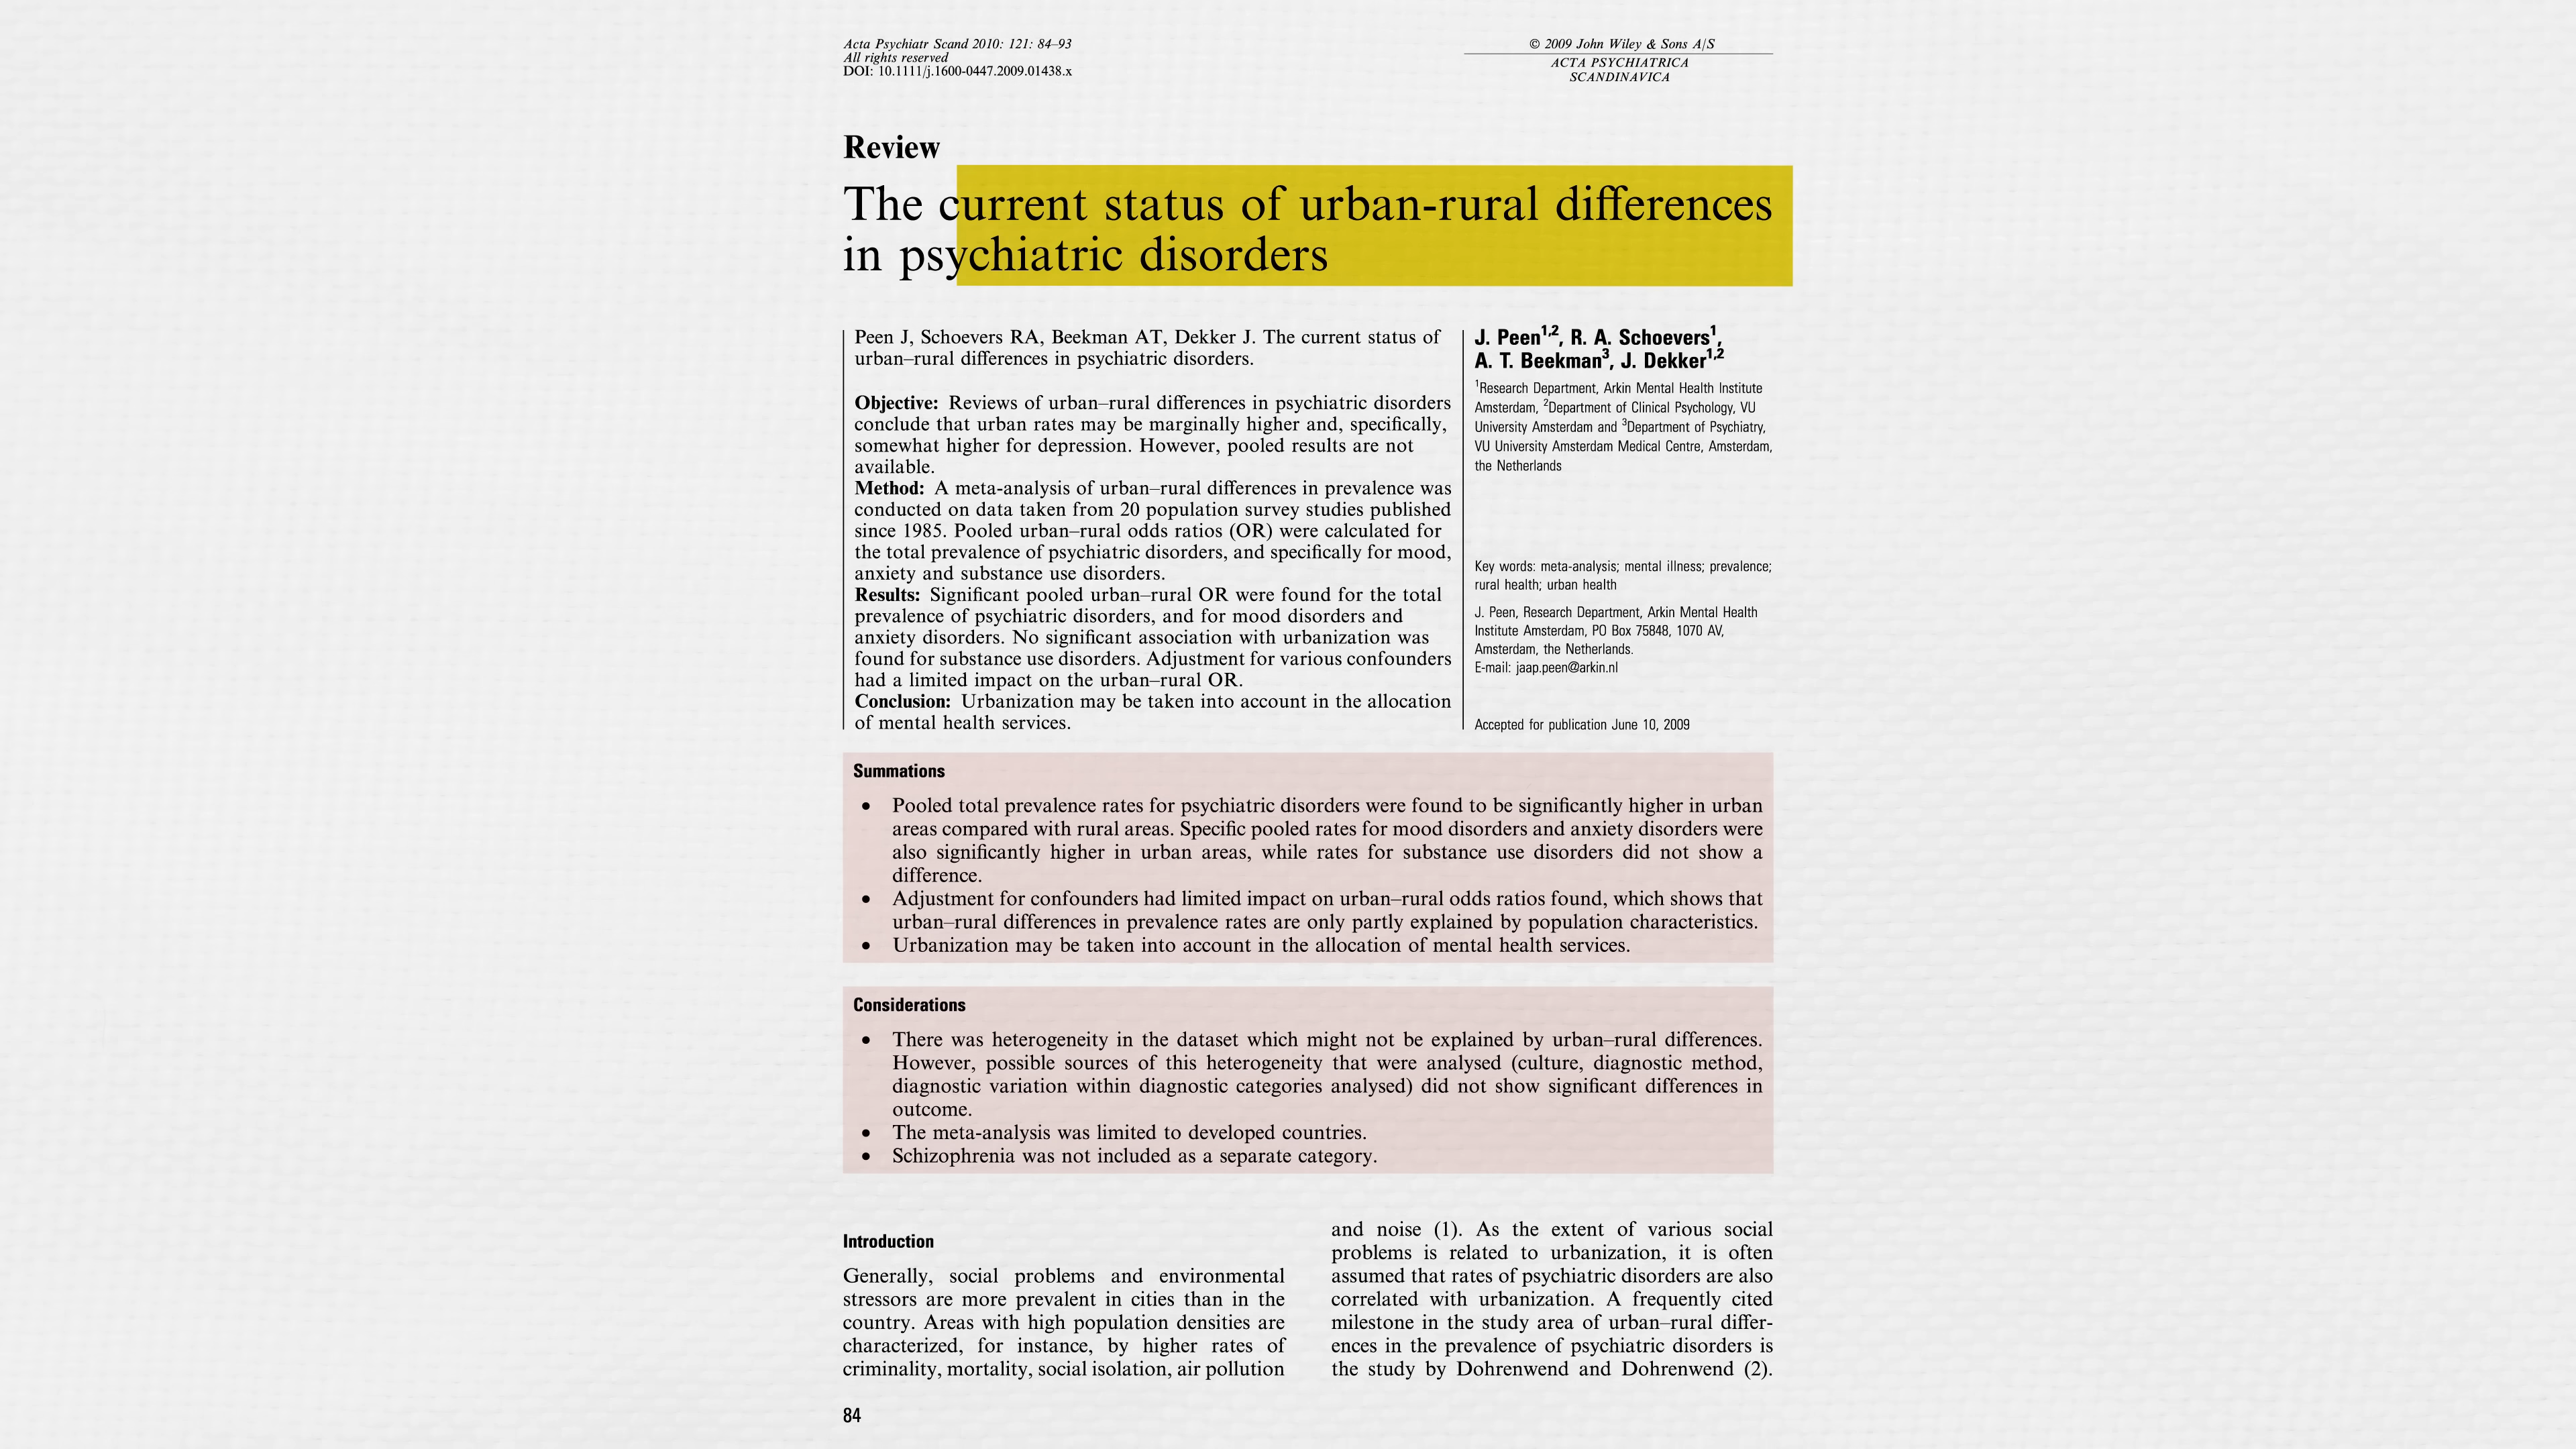 Acta Psychiatr Scand 2010: 121: 84–93
All rights reserved
DOI: 10.1111/j.1600-0447.2009.01438.x
© 2009 John Wiley & Sons A/S
ACTA PSYCHIATRICA
SCANDINAVICA
Review
The current status of urban-rural differences
in psychiatric disorders
Peen J, Schoevers RA, Beekman AT, Dekker J. The current status of
urban–rural differences in psychiatric disorders.
Objective: Reviews of urban–rural differences in psychiatric disorders
conclude that urban rates may be marginally higher and, specifically,
somewhat higher for depression. However, pooled results are not
available.
Method: A meta-analysis of urban–rural differences in prevalence was
conducted on data taken from 20 population survey studies published
since 1985. Pooled urban–rural odds ratios (OR) were calculated for
the total prevalence of psychiatric disorders, and specifically for mood,
anxiety and substance use disorders.
Results: Significant pooled urban–rural OR were found for the total
prevalence of psychiatric disorders, and for mood disorders and
anxiety disorders. No significant association with urbanization was
found for substance use disorders. Adjustment for various confounders
had a limited impact on the urban–rural OR.
Conclusion: Urbanization may be taken into account in the allocation
of mental health services.
J. Peen1,2, R. A. Schoevers1,
A. T. Beekman3, J. Dekker1,2
1Research Department, Arkin Mental Health Institute
Amsterdam, 2Department of Clinical Psychology, VU
University Amsterdam and 3Department of Psychiatry,
VU University Amsterdam Medical Centre, Amsterdam,
the Netherlands
Key words: meta-analysis; mental illness; prevalence;
rural health; urban health
J. Peen, Research Department, Arkin Mental Health
Institute Amsterdam, PO Box 75848, 1070 AV,
Amsterdam, the Netherlands.
E-mail: jaap.peen@arkin.nl
Accepted for publication June 10, 2009
Summations
• Pooled total prevalence rates for psychiatric disorders were found to be significantly higher in urban
areas compared with rural areas. Specific pooled rates for mood disorders and anxiety disorders were
also significantly higher in urban areas, while rates for substance use disorders did not show a
difference.
• Adjustment for confounders had limited impact on urban–rural odds ratios found, which shows that
urban–rural differences in prevalence rates are only partly explained by population characteristics.
• Urbanization may be taken into account in the allocation of mental health services.
Considerations
• There was heterogeneity in the dataset which might not be explained by urban–rural differences.
However, possible sources of this heterogeneity that were analysed (culture, diagnostic method,
diagnostic variation within diagnostic categories analysed) did not show significant differences in
outcome.
• The meta-analysis was limited to developed countries.
• Schizophrenia was not included as a separate category.
Introduction
Generally, social problems and environmental
stressors are more prevalent in cities than in the
country. Areas with high population densities are
characterized, for instance, by higher rates of
criminality, mortality, social isolation, air pollution
and noise (1). As the extent of various social
problems is related to urbanization, it is often
assumed that rates of psychiatric disorders are also
correlated with urbanization. A frequently cited
milestone in the study area of urban–rural differ-
ences in the prevalence of psychiatric disorders is
the study by Dohrenwend and Dohrenwend (2).
84